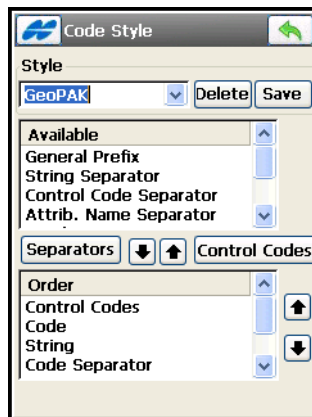 Code Style
Style
GeoPAK Delete Save
Available
General Prefix
String Separator
Control Code Separator
Attrib. Name Separator
Separators Control Codes
Order
Control Codes
Code
String
Code Separator